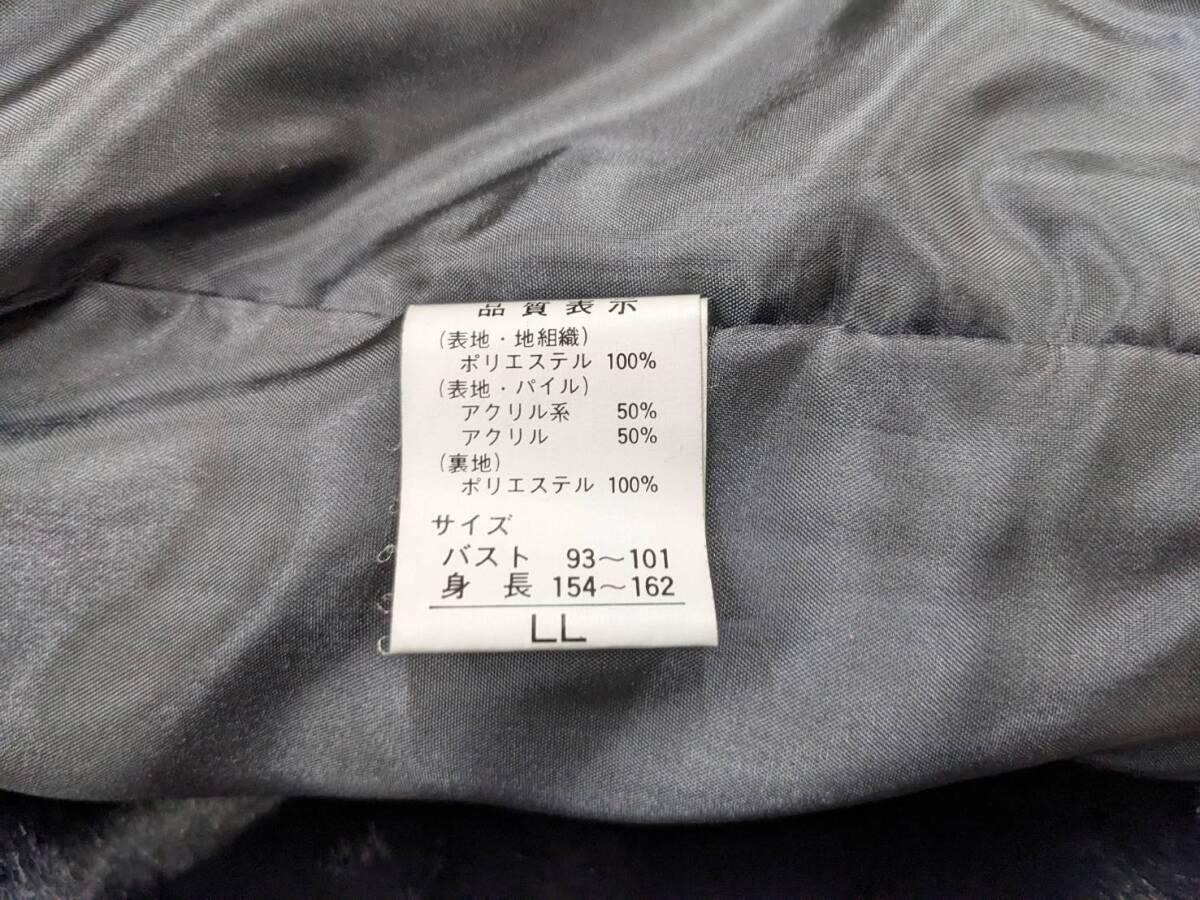 品質表示
(表地・地組織)
ポリエステル 100%
(表地・パイル)
アクリル系 50%
アクリル 50%
(裏地)
ポリエステル 100%
サイズ
バスト 93～101
身長 154～162
LL